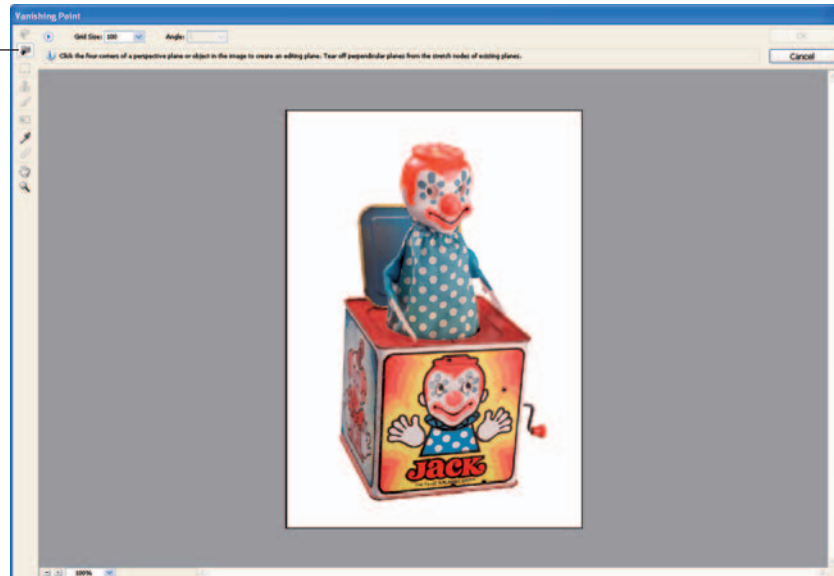 Vanishing Point
Grid Size: 100 Angle:
OK
Click the four corners of a perspective plane or object in the image to create an editing plane. Tear off perpendicular planes from the stretch nodes of existing planes.
Cancel
JACK
100%